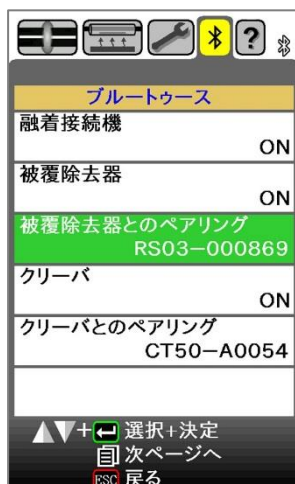 ?
ブルートゥース
融着接続機
ON
被覆除去器
ON
被覆除去器とのペアリング
RS03-000869
クリーバ
ON
クリーバとのペアリング
CT50-A0054
+ 選択+決定
次ページへ
ESC 戻る